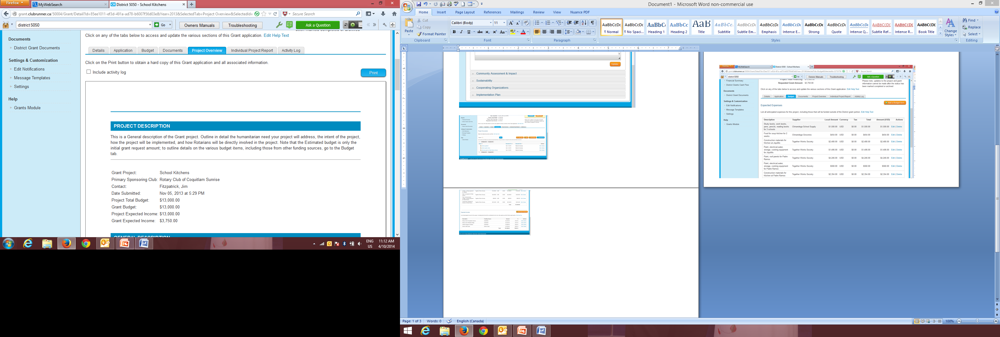 Firefox
MyWebSearch
District 5050 - School Kitchens
grant.clubrunner.ca/50004/Grant/Detail?Id=85ee1011-ef3d-491a-ad78-b6007f56d03e&Year=2013&SelectedTab=Project Overview&SelectedId=
Secure Search
district 5050
Go
Owners Manuals
Troubleshooting
Ask a Question
Documents
District Grant Documents
Settings & Customization
Edit Notifications
Message Templates
Settings
Help
Grants Module
Click on any of the tabs below to access and update the various sections of this Grant application. Edit Help Text
Details Application Budget Documents Project Overview Individual Project Report Activity Log
Click on the Print button to obtain a hard copy of this Grant application and all associated information.
Include activity log
Print
PROJECT DESCRIPTION
This is a General description of the Grant project. Outline in detail the humanitarian need your project will address, the intent of the project,
how the project will be implemented, and how Rotarians will be directly involved in the project. Note that the Estimated budget is only the
initial grant request amount; to outline details on the various budget items, including those from other funding sources, go to the Budget
tab.
Grant Project: School Kitchens
Primary Sponsoring Club: Rotary Club of Coquitlam Sunrise
Contact: Fitzpatrick, Jim
Date Submitted: Nov 05, 2013 at 5:29 PM
Project Total Budget: $13,000.00
Grant Budget: $13,000.00
Project Expected Income: $13,000.00
Grant Expected Income: $3,750.00
GENERAL DESCRIPTION
ENG 11:12 AM
US 4/10/2014
Document1 - Microsoft Word non-commercial use
Home Insert Page Layout References Mailings Review View Nuance PDF
Paste
Cut
Copy
Format Painter
Clipboard
Calibri (Body) 11
Font
Paragraph
AaBbCcDc AaBbCcDc AaBbCc AaBbCc AaB AaBbCc. AaBbCcDc AaBbCcDc AaBbCcDc AaBbCcDc AaBbCcDc AaBbCcDc AaBbCcDc AaBbCcDc AaBbCcDc
¶ Normal ¶ No Spaci... Heading 1 Heading 2 Title Subtitle Subtle Em... Emphasis Intense E... Strong Quote Intense Q... Subtle Ref... Intense R... Book Title
Styles
Change
Styles
Find
Replace
Select
Editing
Update
Community Assessment & Impact
Sustainability
Cooperating Organizations
Implementation Plan
Firefox
MyWebSearch
District 5050 - School Kitchens
Secure Search
district 5050
Go
Owners Manuals
Troubleshooting
Ask a Question
Financial Summary
District Grants Cash Flow
Documents
District Grant Documents
Settings & Customization
Edit Notifications
Message Templates
Settings
Help
Grants Module
Requested Grant Amount: $3,750.00
Please note, updates to the project and grant
information cannot be made after the status has
been marked completed or archived
Click on any of the tabs below to access and update the various sections of this Grant application. Edit Help Text
Details Application Budget Documents Project Overview Individual Project Report Activity Log
Add a Budget Item
Expected Expenses
List all anticipated expenses for this project, including those that will be funded outside of the District grant portion. Edit Help Text
Description Supplier Local Amount Currency Tax Total Amount (USD) Actions
Study books, work books,
pens, pencils, reading books
for 3 schools Chinandega School Supply $1,500.00 USD $0.00 $1,500.00 $1,500.00 Edit | Delete
Food for soup kitchen for 2
weeks Chinandega Groceries $454.00 USD $0.00 $454.00 $454.00 Edit | Delete
Construction materials for
Kitchen at Jiquilillo Together Works Society $2,480.00 USD $0.00 $2,480.00 $2,480.00 Edit | Delete
Paint, electrical,water,
storage, cooking equipment
for Jiquilillo Together Works Society $1,406.00 USD $0.00 $1,406.00 $1,406.00 Edit | Delete
Paint, roof panels for Padre
Ramos Together Works Society $4,246.00 USD $0.00 $4,246.00 $4,246.00 Edit | Delete
Paint, electrical,water,
storage, cooking equipment
for Padre Ramos Together Works Society $560.00 USD $0.00 $560.00 $560.00 Edit | Delete
Construction materials for
Kitchen at Padre Ramos Together Works Society $2,354.00 USD $0.00 $2,354.00 $2,354.00 Edit | Delete
Page: 1 of 3 Words: 0 English (Canada)
100%